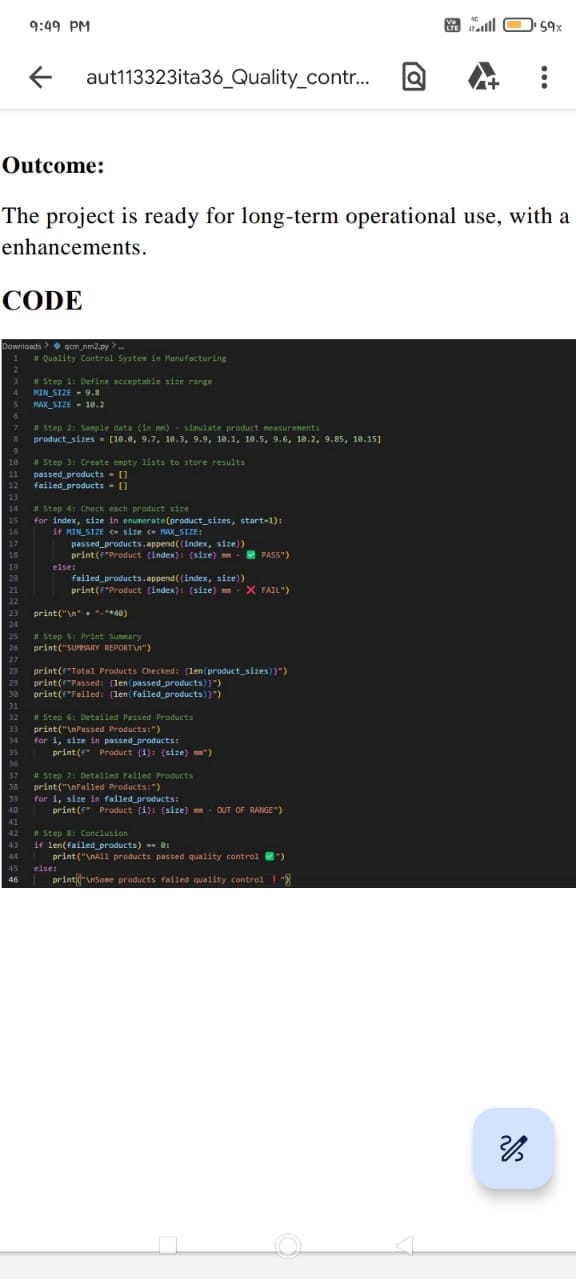 9:49 PM
Vo LTE 4G 59%
aut113323ita36_Quality_contr...
Outcome:
The project is ready for long-term operational use, with a
enhancements.
CODE
Downloads > qcm_nm2.py > ...
1 # Quality Control System in Manufacturing
2
3 # Step 1: Define acceptable size range
4 MIN_SIZE = 9.8
5 MAX_SIZE = 10.2
6
7 # Step 2: Sample data (in mm) - simulate product measurements
8 product_sizes = [10.0, 9.7, 10.3, 9.9, 10.1, 10.5, 9.6, 10.2, 9.85, 10.15]
9
10 # Step 3: Create empty lists to store results
11 passed_products = []
12 failed_products = []
13
14 # Step 4: Check each product size
15 for index, size in enumerate(product_sizes, start=1):
16 if MIN_SIZE <= size <= MAX_SIZE:
17 passed_products.append((index, size))
18 print(f"Product {index}: {size} mm - ✅ PASS")
19 else:
20 failed_products.append((index, size))
21 print(f"Product {index}: {size} mm - ❌ FAIL")
22
23 print("\n" + "-"*40)
24
25 # Step 5: Print Summary
26 print("SUMMARY REPORT\n")
27
28 print(f"Total Products Checked: {len(product_sizes)}")
29 print(f"Passed: {len(passed_products)}")
30 print(f"Failed: {len(failed_products)}")
31
32 # Step 6: Detailed Passed Products
33 print("\nPassed Products:")
34 for i, size in passed_products:
35 print(f" Product {i}: {size} mm")
36
37 # Step 7: Detailed Failed Products
38 print("\nFailed Products:")
39 for i, size in failed_products:
40 print(f" Product {i}: {size} mm - OUT OF RANGE")
41
42 # Step 8: Conclusion
43 if len(failed_products) == 0:
44 print("\nAll products passed quality control ✅")
45 else:
46 print("\nSome products failed quality control ❗")